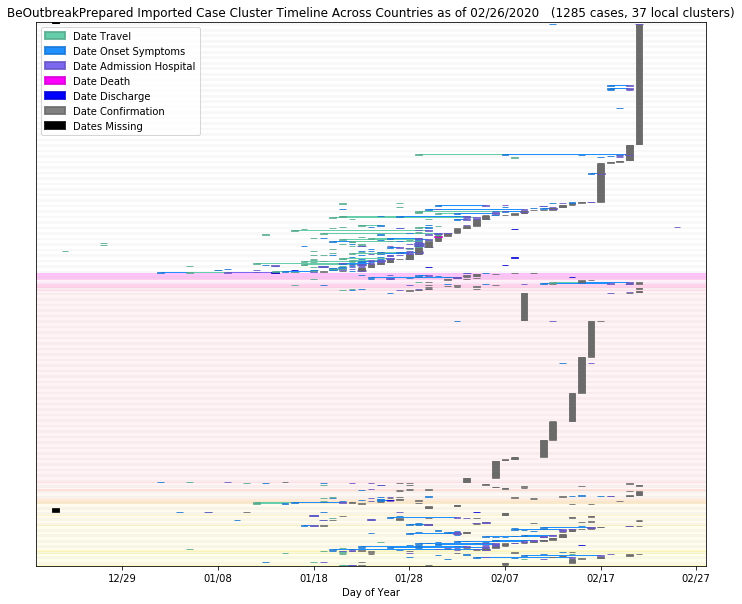 BeOutbreakPrepared Imported Case Cluster Timeline Across Countries as of 02/26/2020   (1285 cases, 37 local clusters)
Date Travel
Date Onset Symptoms
Date Admission Hospital
Date Death
Date Discharge
Date Confirmation
Dates Missing
12/29 01/08 01/18 01/28 02/07 02/17 02/27
Day of Year